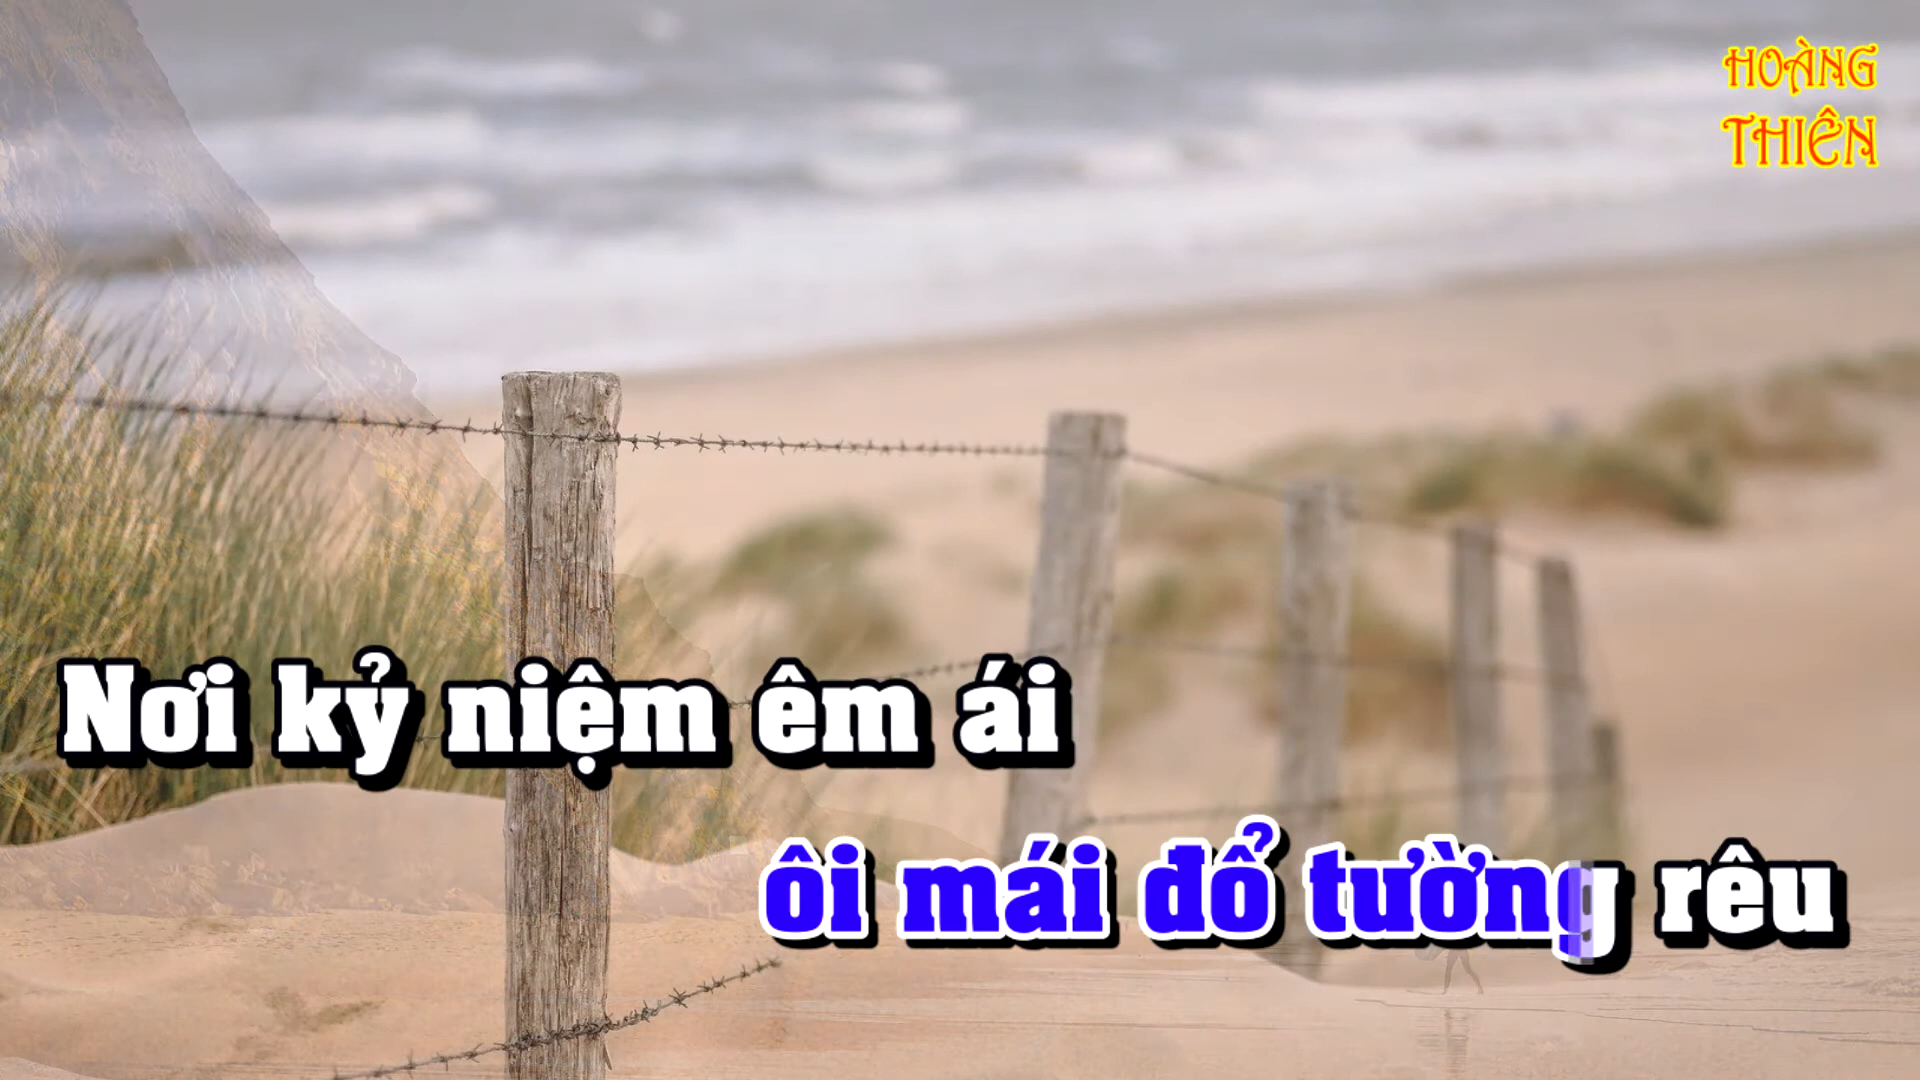 HOÀNG
THIÊN
Nơi kỷ niệm êm ái
ôi mái đổ tường rêu